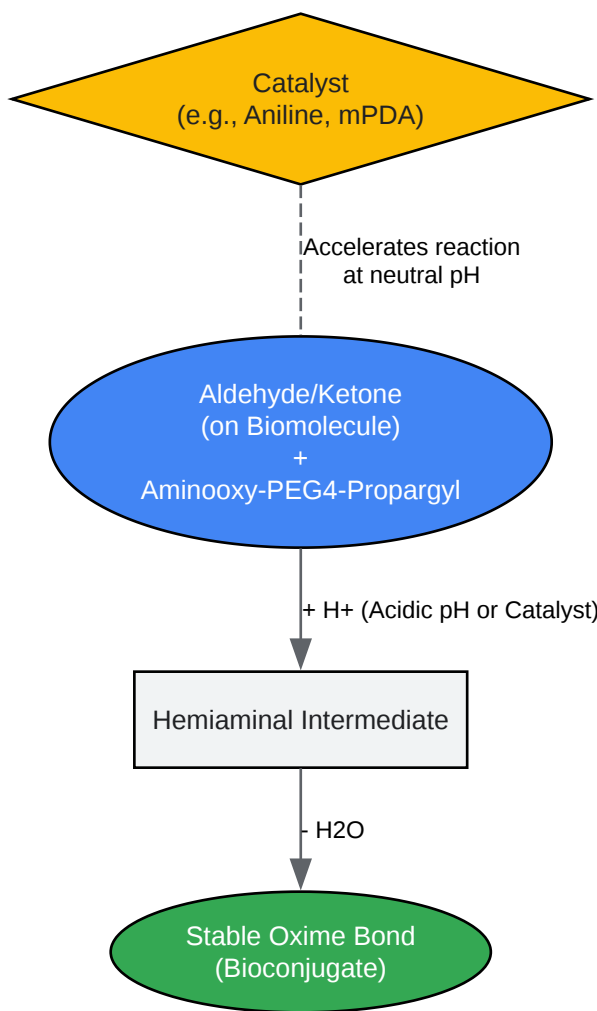 Catalyst
(e.g., Aniline, mPDA)
Accelerates reaction
at neutral pH
Aldehyde/Ketone
(on Biomolecule)
+
Aminooxy-PEG4-Propargyl
+ H+ (Acidic pH or Catalyst)
Hemiaminal Intermediate
- H2O
Stable Oxime Bond
(Bioconjugate)